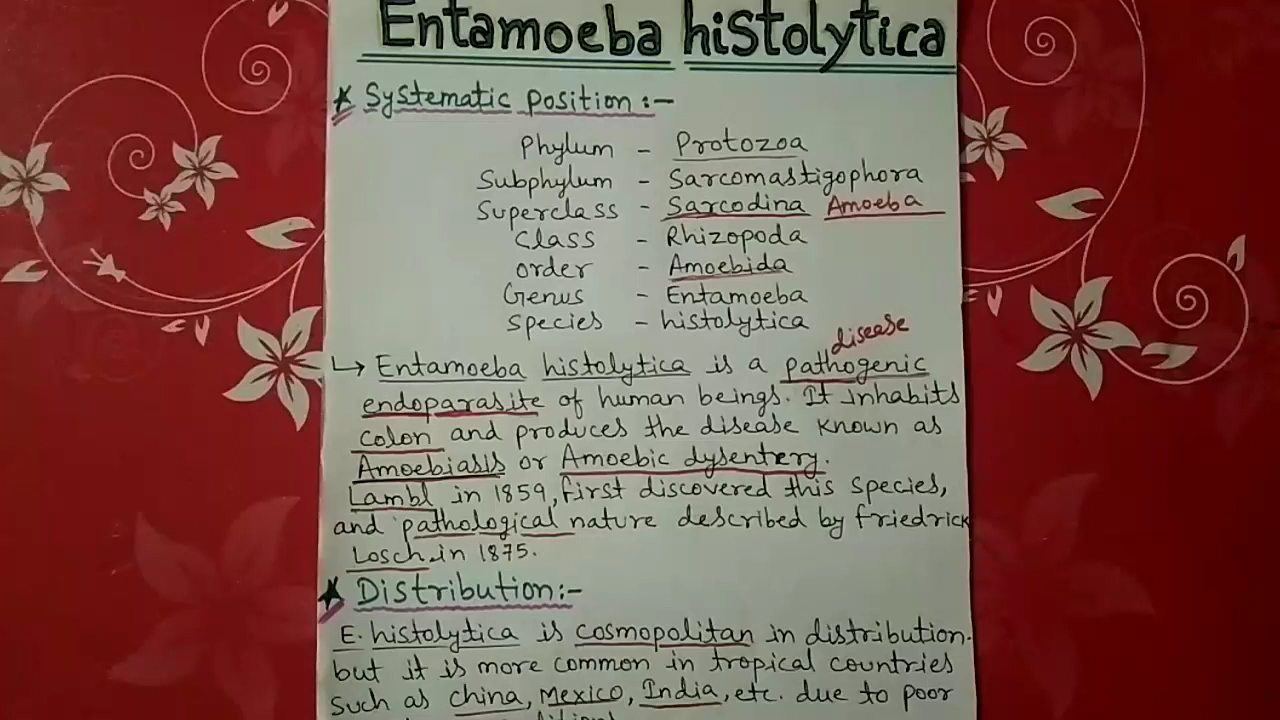 Entamoeba histolytica
★ Systematic position :-
Phylum - Protozoa
Subphylum - Sarcomastigophora
Superclass - Sarcodina Amoeba
Class - Rhizopoda
order - Amoebida
Genus - Entamoeba
species - histolytica
disease
↳ Entamoeba histolytica is a pathogenic
endoparasite of human beings. It inhabits
colon and produces the disease known as
Amoebiasis or Amoebic dysentery.
Lambl in 1859, first discovered this species,
and pathological nature described by Friedrick
Losch in 1875.
★ Distribution:-
E. histolytica is cosmopolitan in distribution.
but it is more common in tropical countries
such as china, Mexico, India, etc. due to poor